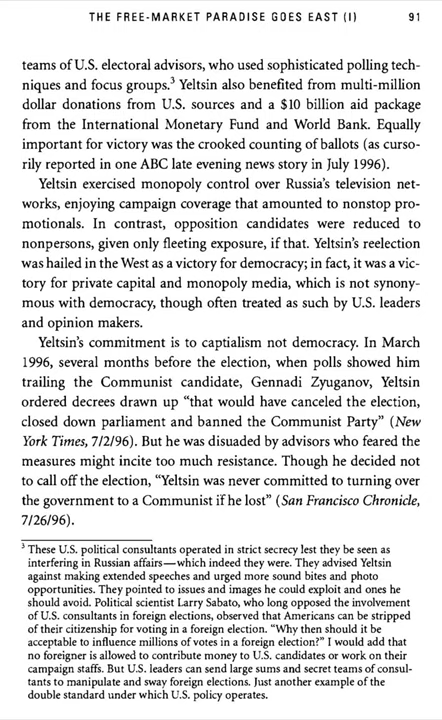 THE FREE-MARKET PARADISE GOES EAST (I) 91
teams of U.S. electoral advisors, who used sophisticated polling tech-
niques and focus groups.³ Yeltsin also benefited from multi-million
dollar donations from U.S. sources and a $10 billion aid package
from the International Monetary Fund and World Bank. Equally
important for victory was the crooked counting of ballots (as curso-
rily reported in one ABC late evening news story in July 1996).
Yeltsin exercised monopoly control over Russia's television net-
works, enjoying campaign coverage that amounted to nonstop pro-
motionals. In contrast, opposition candidates were reduced to
nonpersons, given only fleeting exposure, if that. Yeltsin's reelection
was hailed in the West as a victory for democracy; in fact, it was a vic-
tory for private capital and monopoly media, which is not synony-
mous with democracy, though often treated as such by U.S. leaders
and opinion makers.
Yeltsin's commitment is to captialism not democracy. In March
1996, several months before the election, when polls showed him
trailing the Communist candidate, Gennadi Zyuganov, Yeltsin
ordered decrees drawn up "that would have canceled the election,
closed down parliament and banned the Communist Party" (New
York Times, 7/2/96). But he was disuaded by advisors who feared the
measures might incite too much resistance. Though he decided not
to call off the election, "Yeltsin was never committed to turning over
the government to a Communist if he lost" (San Francisco Chronicle,
7/26/96).
³ These U.S. political consultants operated in strict secrecy lest they be seen as
interfering in Russian affairs—which indeed they were. They advised Yeltsin
against making extended speeches and urged more sound bites and photo
opportunities. They pointed to issues and images he could exploit and ones he
should avoid. Political scientist Larry Sabato, who long opposed the involvement
of U.S. consultants in foreign elections, observed that Americans can be stripped
of their citizenship for voting in a foreign election. "Why then should it be
acceptable to influence millions of votes in a foreign election?" I would add that
no foreigner is allowed to contribute money to U.S. candidates or work on their
campaign staffs. But U.S. leaders can send large sums and secret teams of consul-
tants to manipulate and sway foreign elections. Just another example of the
double standard under which U.S. policy operates.